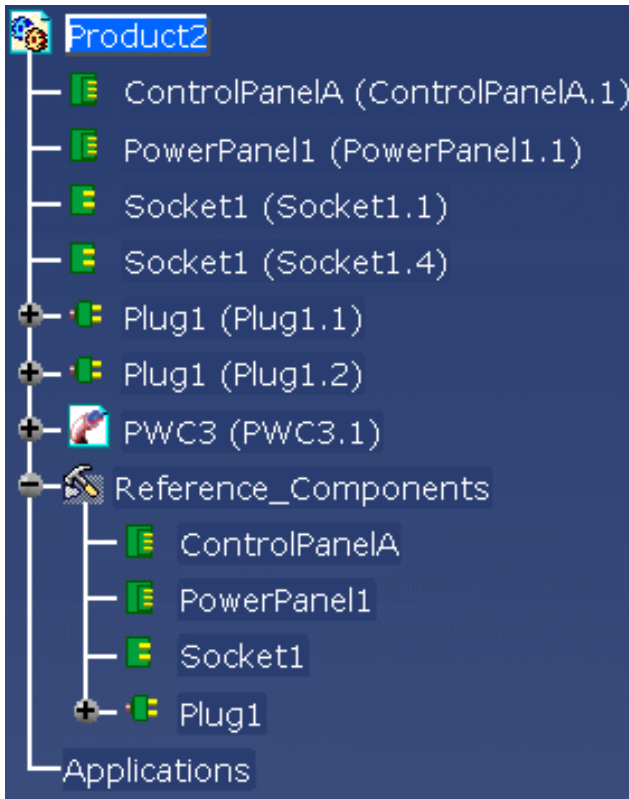 Product2
ControlPanelA (ControlPanelA.1)
PowerPanel1 (PowerPanel1.1)
Socket1 (Socket1.1)
Socket1 (Socket1.4)
Plug1 (Plug1.1)
Plug1 (Plug1.2)
PWC3 (PWC3.1)
Reference_Components
ControlPanelA
PowerPanel1
Socket1
Plug1
Applications